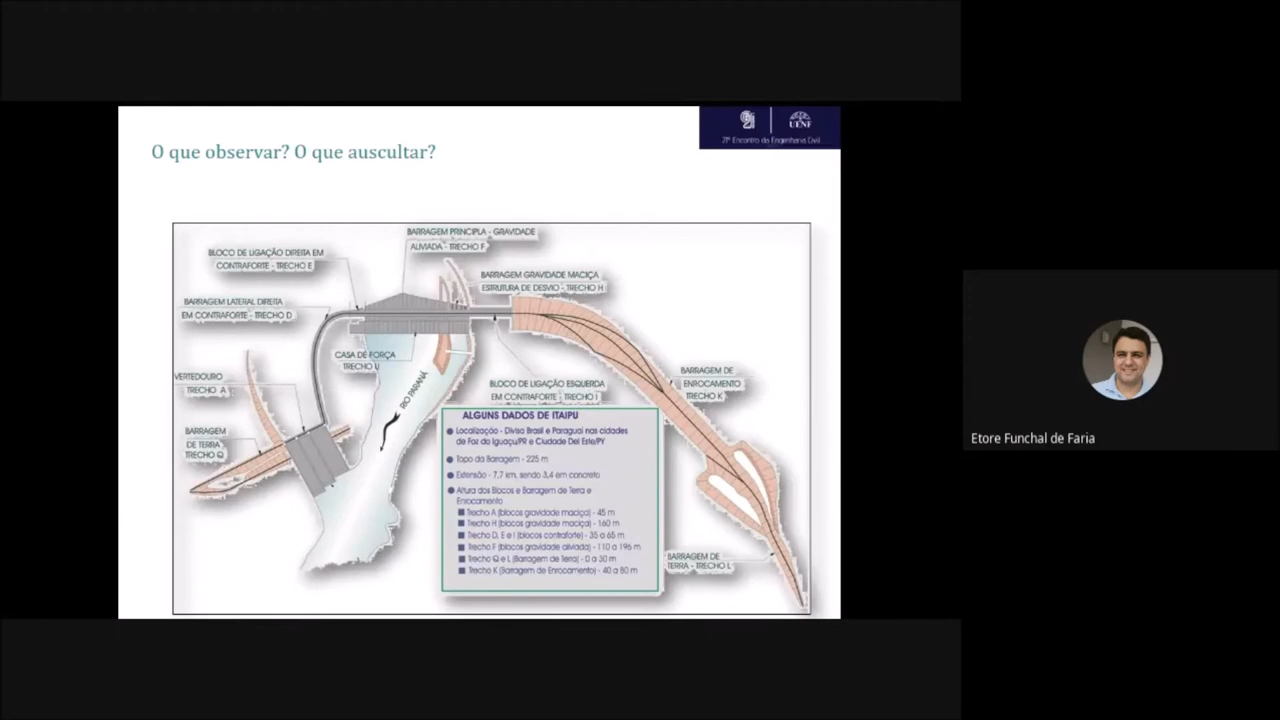 UENF
21º Encontro da Engenharia Civil
O que observar? O que auscultar?
BARRAGEM PRINCIPLA - GRAVIDADE
ALIVIADA - TRECHO F
BLOCO DE LIGAÇÃO DIREITA EM
CONTRAFORTE - TRECHO E
BARRAGEM GRAVIDADE MACIÇA
ESTRUTURA DE DESVIO - TRECHO H
BARRAGEM LATERAL DIREITA
EM CONTRAFORTE - TRECHO D
CASA DE FORÇA
TRECHO U
VERTEDOURO
TRECHO A
RIO PARANÁ
BLOCO DE LIGAÇÃO ESQUERDA
EM CONTRAFORTE - TRECHO I
BARRAGEM DE
ENROCAMENTO
TRECHO K
BARRAGEM
DE TERRA
TRECHO Q
ALGUNS DADOS DE ITAIPU
Localização - Divisa Brasil e Paraguai nas cidades
de Foz do Iguaçu/PR e Ciudade Del Este/PY
Topo da Barragem - 225 m
Extensão - 7,7 km, sendo 3,4 em concreto
Altura dos Blocos e Barragem de Terra e
Enrocamento
Trecho A (blocos gravidade maciça) - 45 m
Trecho H (blocos gravidade maciça) - 160 m
Trecho D, E e I (blocos contraforte) - 35 a 65 m
Trecho F (blocos gravidade aliviada) - 110 a 196 m
Trecho Q e L (Barragem de Terra) - 0 a 30 m
Trecho K (Barragem de Enrocamento) - 40 a 80 m
BARRAGEM DE
TERRA - TRECHO L
Etore Funchal de Faria